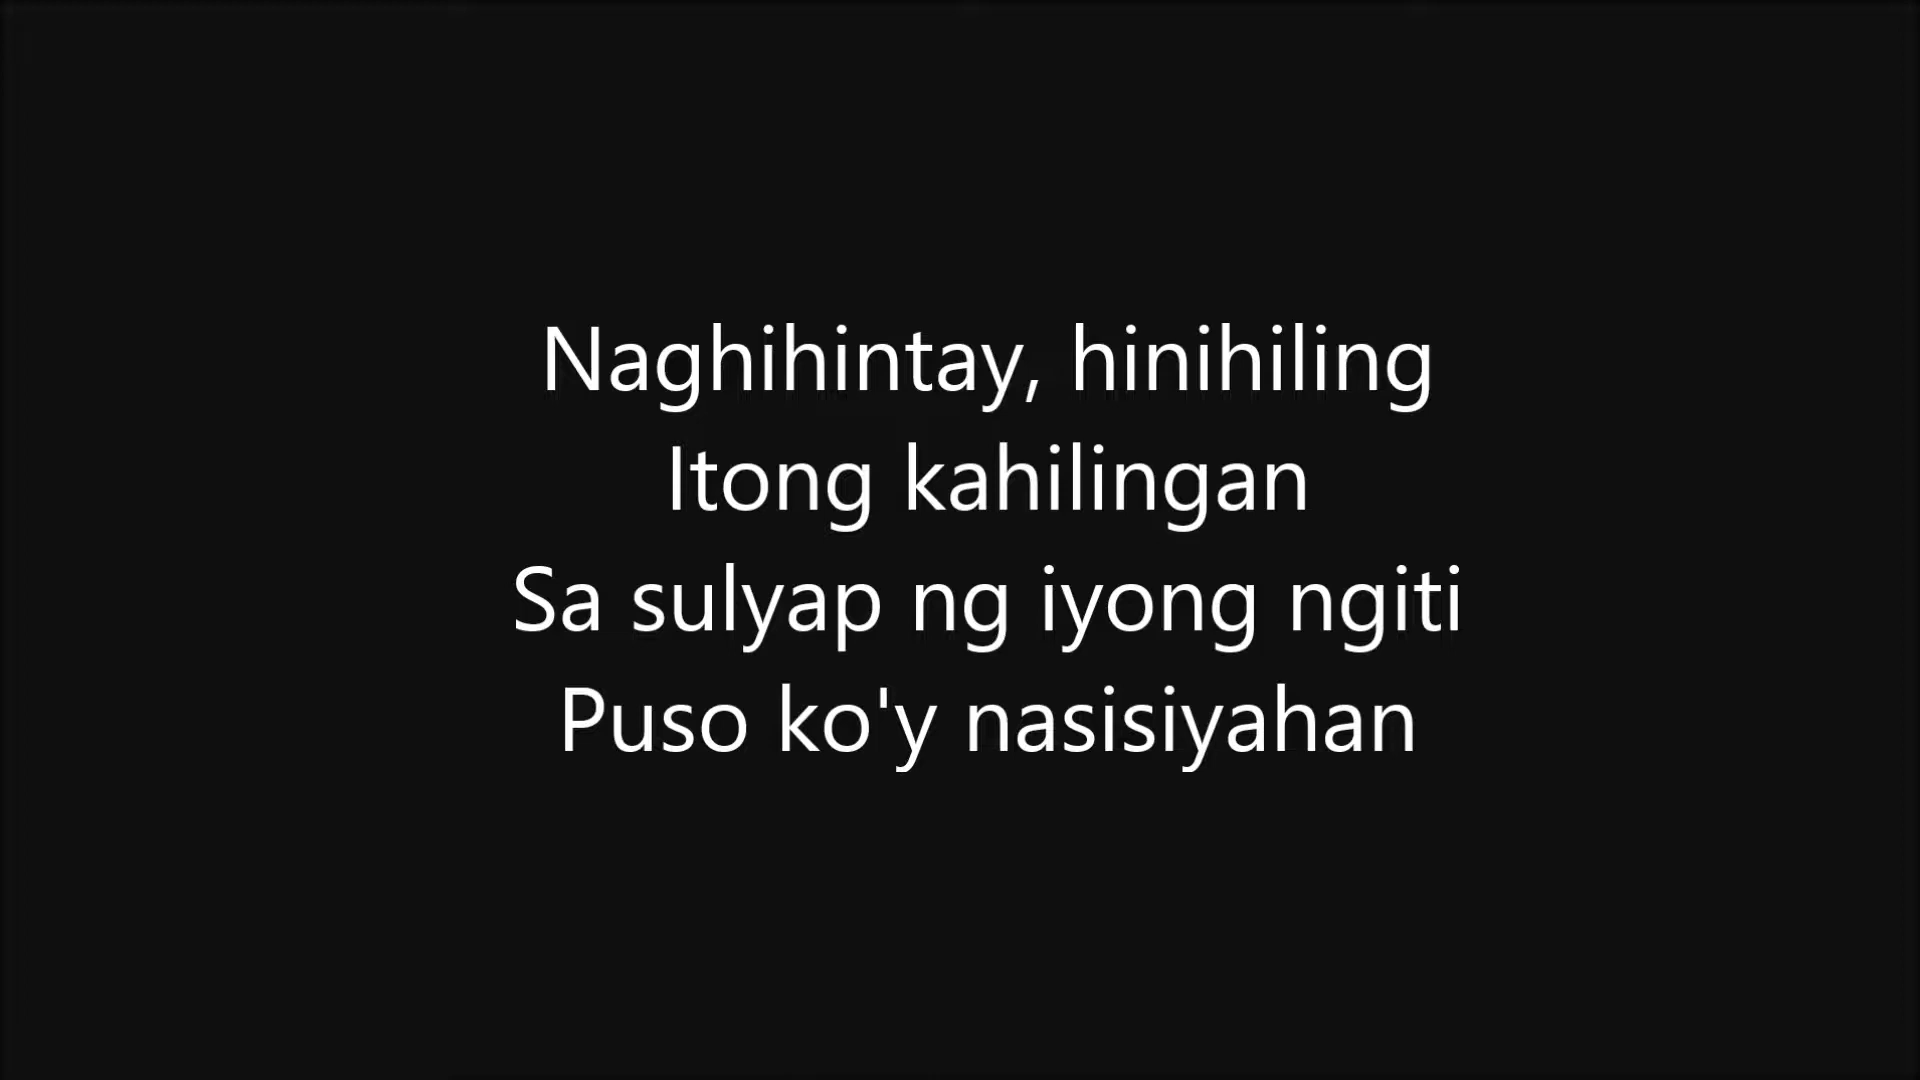 Naghihintay, hinihiling
Itong kahilingan
Sa sulyap ng iyong ngiti
Puso ko'y nasisiyahan